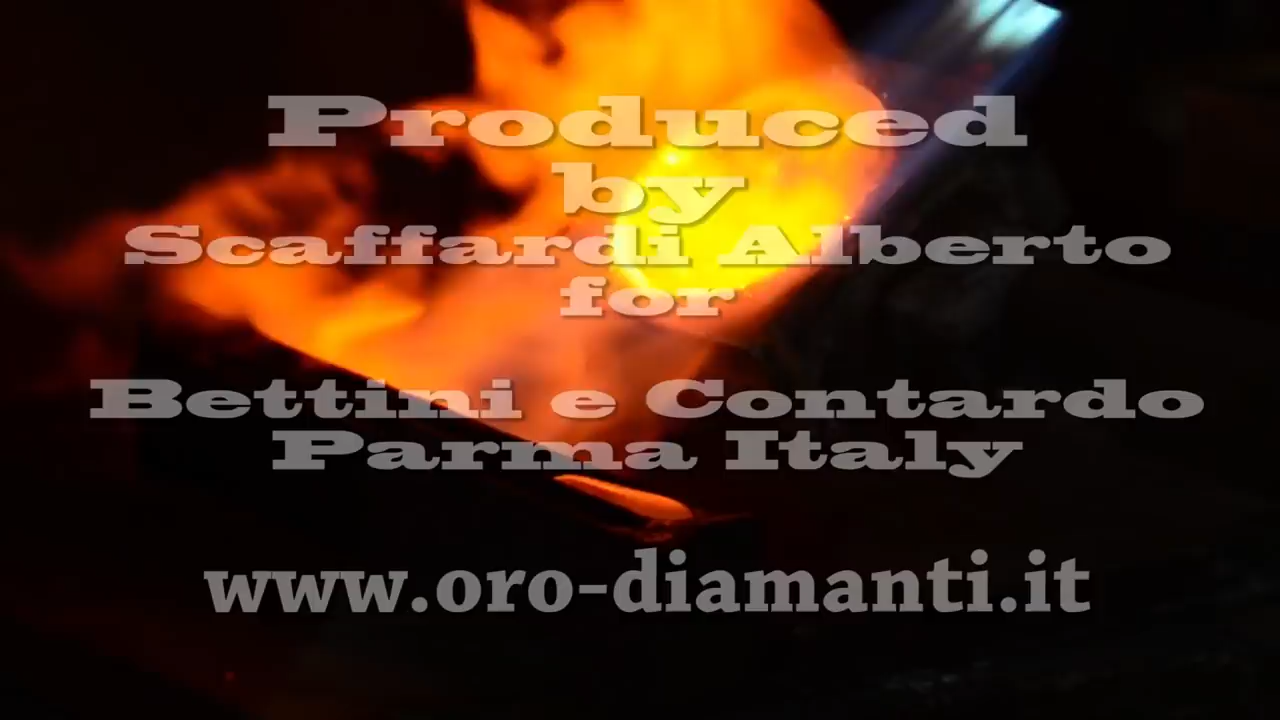 Produced
by
Scaffardi Alberto
for
Bettini e Contardo
Parma Italy
www.oro-diamanti.it